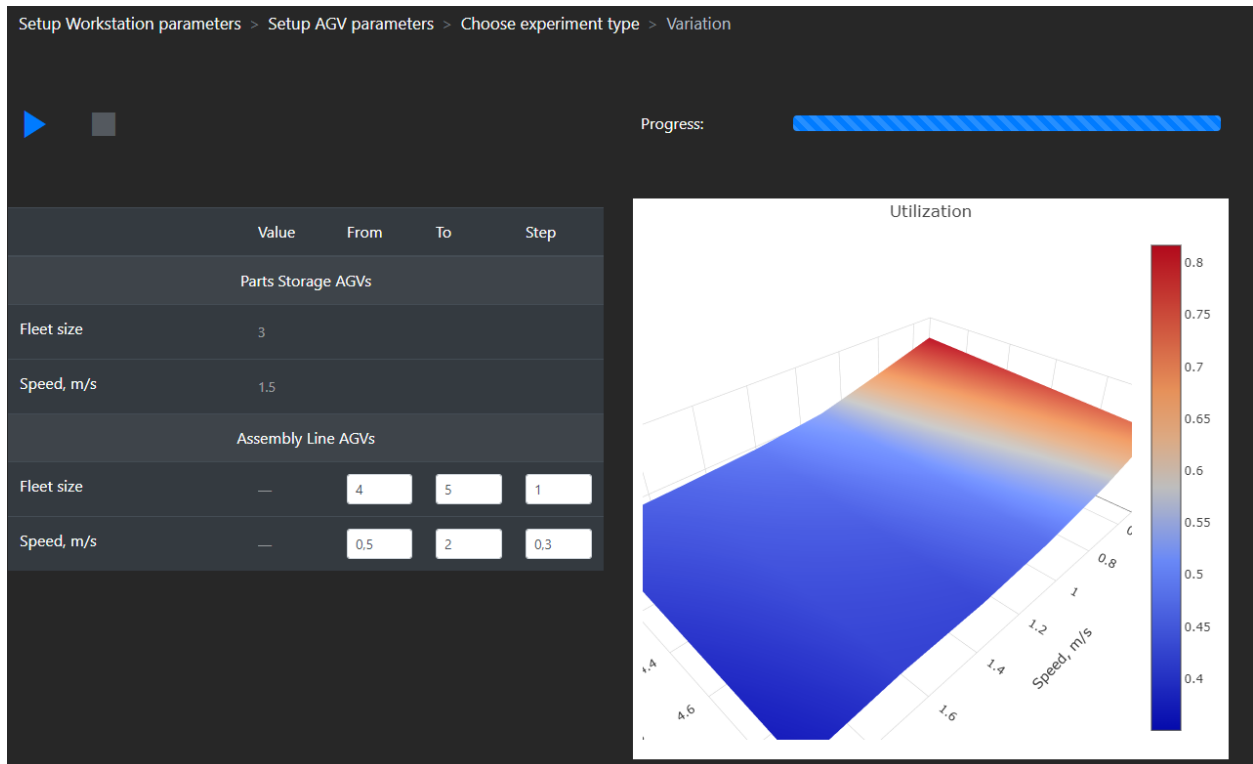 Setup Workstation parameters > Setup AGV parameters > Choose experiment type > Variation
Progress:
Value From To Step
Parts Storage AGVs
Fleet size 3
Speed, m/s 1.5
Assembly Line AGVs
Fleet size — 4 5 1
Speed, m/s — 0,5 2 0,3
Utilization
0.8
0.75
0.7
0.65
0.6
0.55
0.5
0.45
0.4
0.8
1
1.2
1.4
1.6
Speed, m/s
4.6